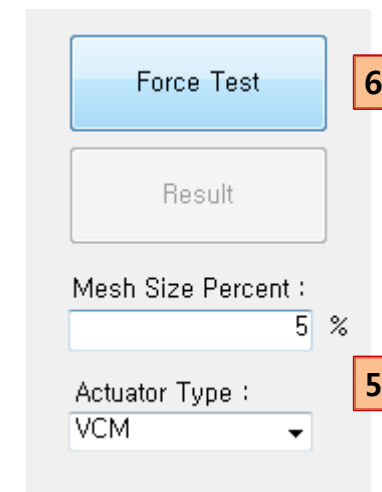 Force Test
6
Result
Mesh Size Percent :
5 %
Actuator Type :
5
VCM